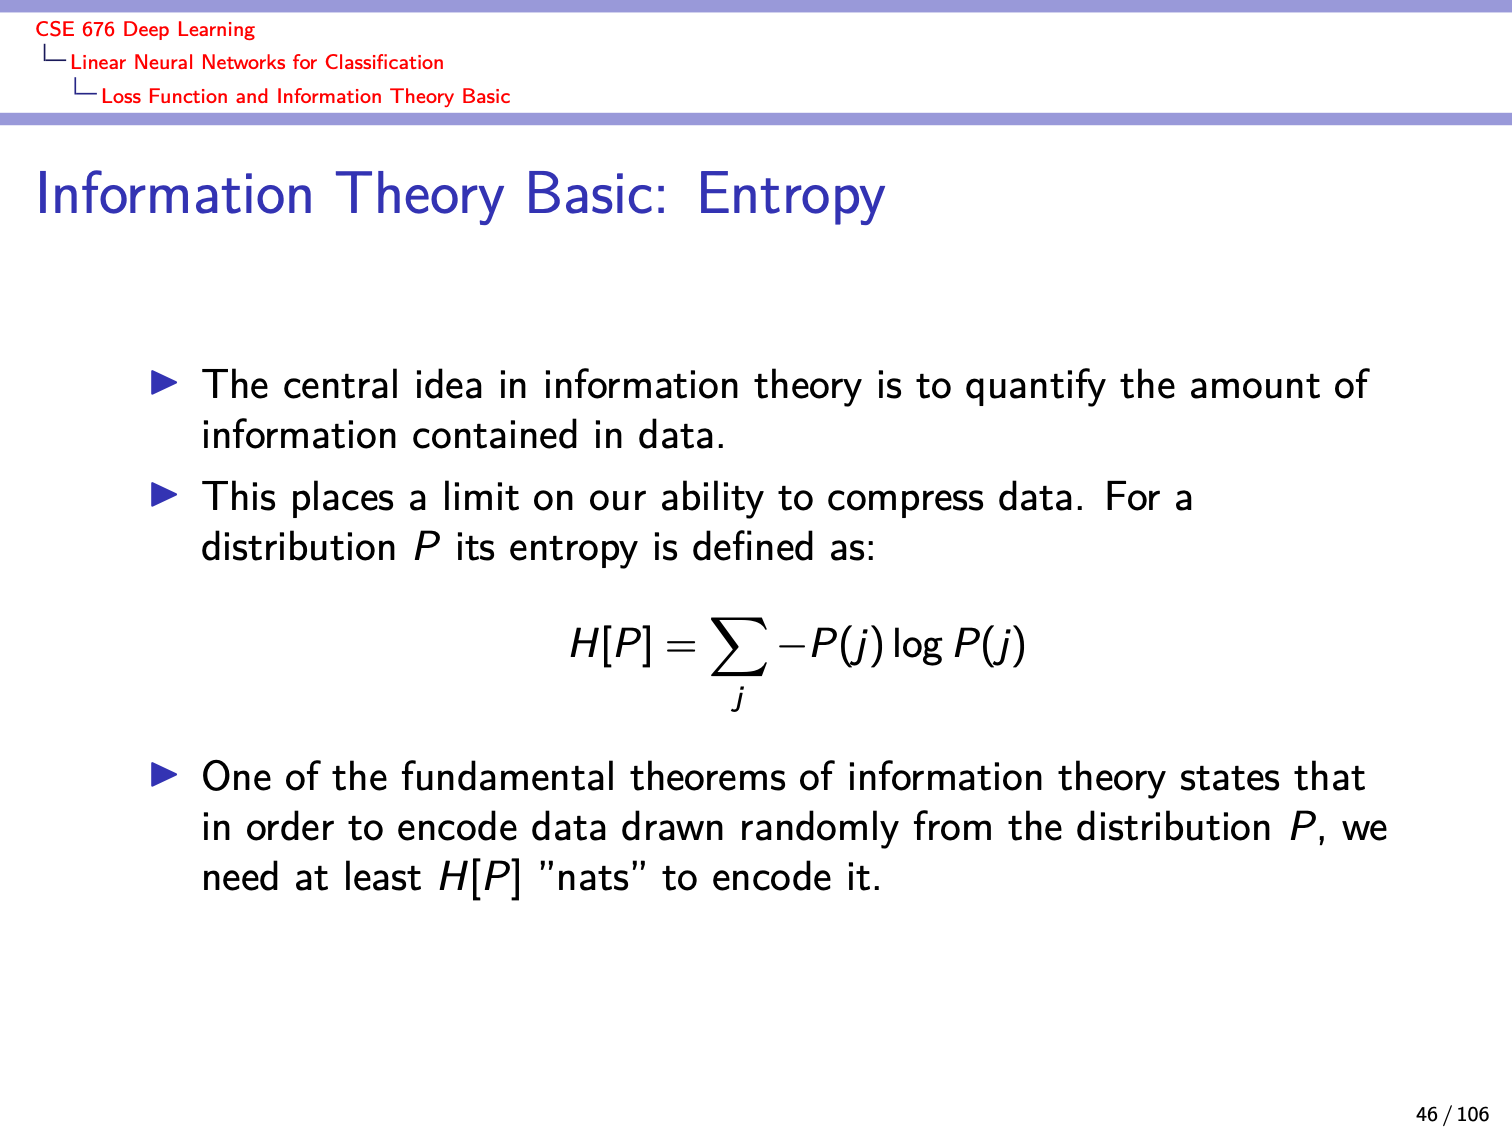 CSE 676 Deep Learning
Linear Neural Networks for Classification
Loss Function and Information Theory Basic
Information Theory Basic: Entropy
The central idea in information theory is to quantify the amount of
information contained in data.
This places a limit on our ability to compress data. For a
distribution P its entropy is defined as:
H[P] = ∑ −P(j) log P(j)
j
One of the fundamental theorems of information theory states that
in order to encode data drawn randomly from the distribution P, we
need at least H[P] ”nats” to encode it.
46 / 106